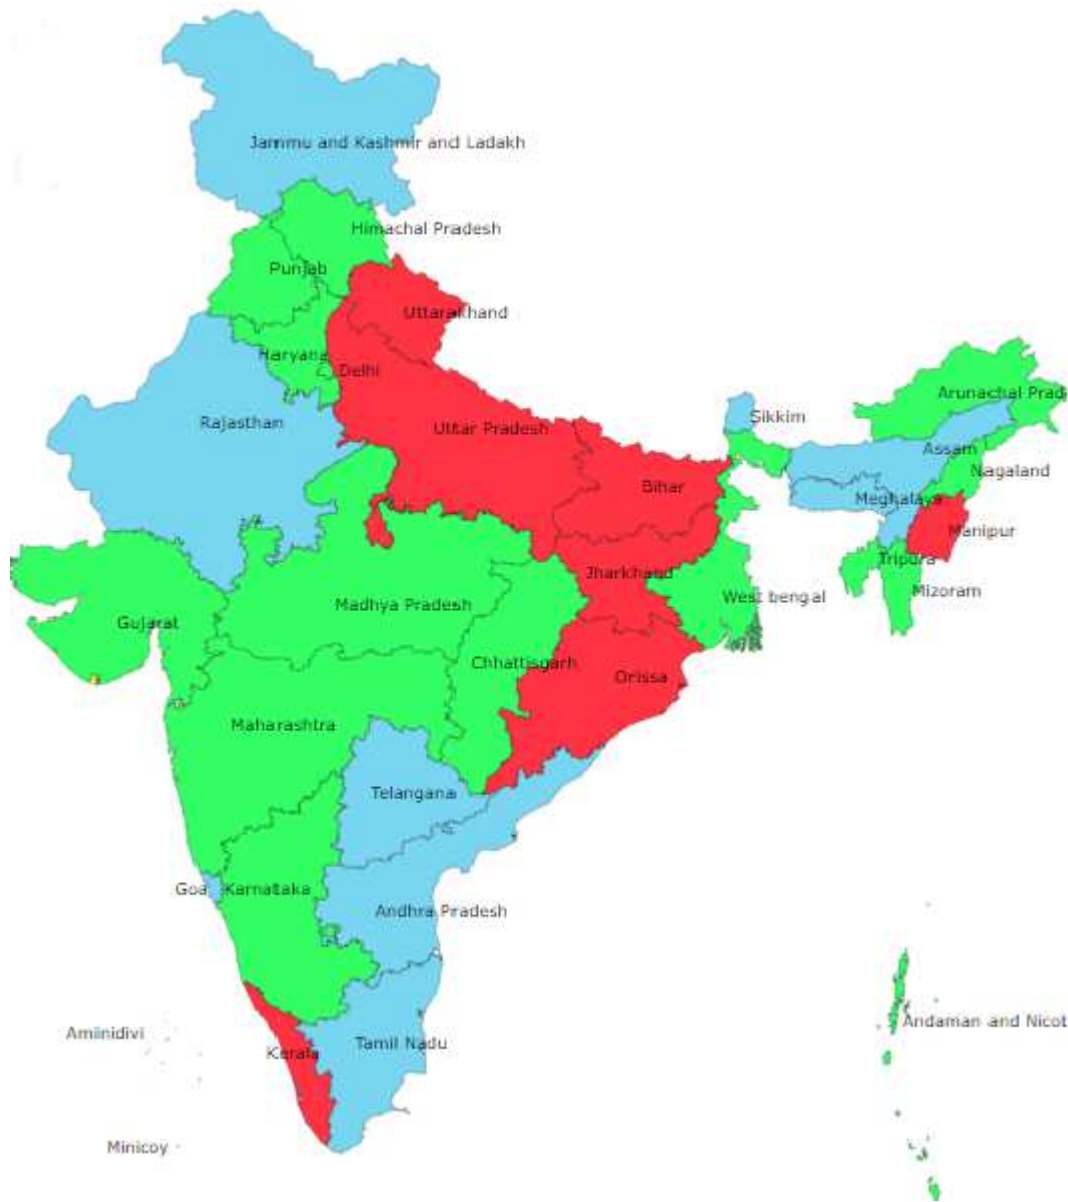 Jammu and Kashmir and Ladakh
Himachal Pradesh
Punjab
Uttarakhand
Haryana
Delhi
Arunachal Prad
Rajasthan
Uttar Pradesh
Sikkim
Assam
Nagaland
Bihar
Meghalaya
Manipur
Tripura
Jharkhand
Mizoram
West bengal
Madhya Pradesh
Gujarat
Chhattisgarh
Orissa
Maharashtra
Telangana
Goa
Karnataka
Andhra Pradesh
Andaman and Nicob
Aminidivi
Tamil Nadu
Kerala
Minicoy